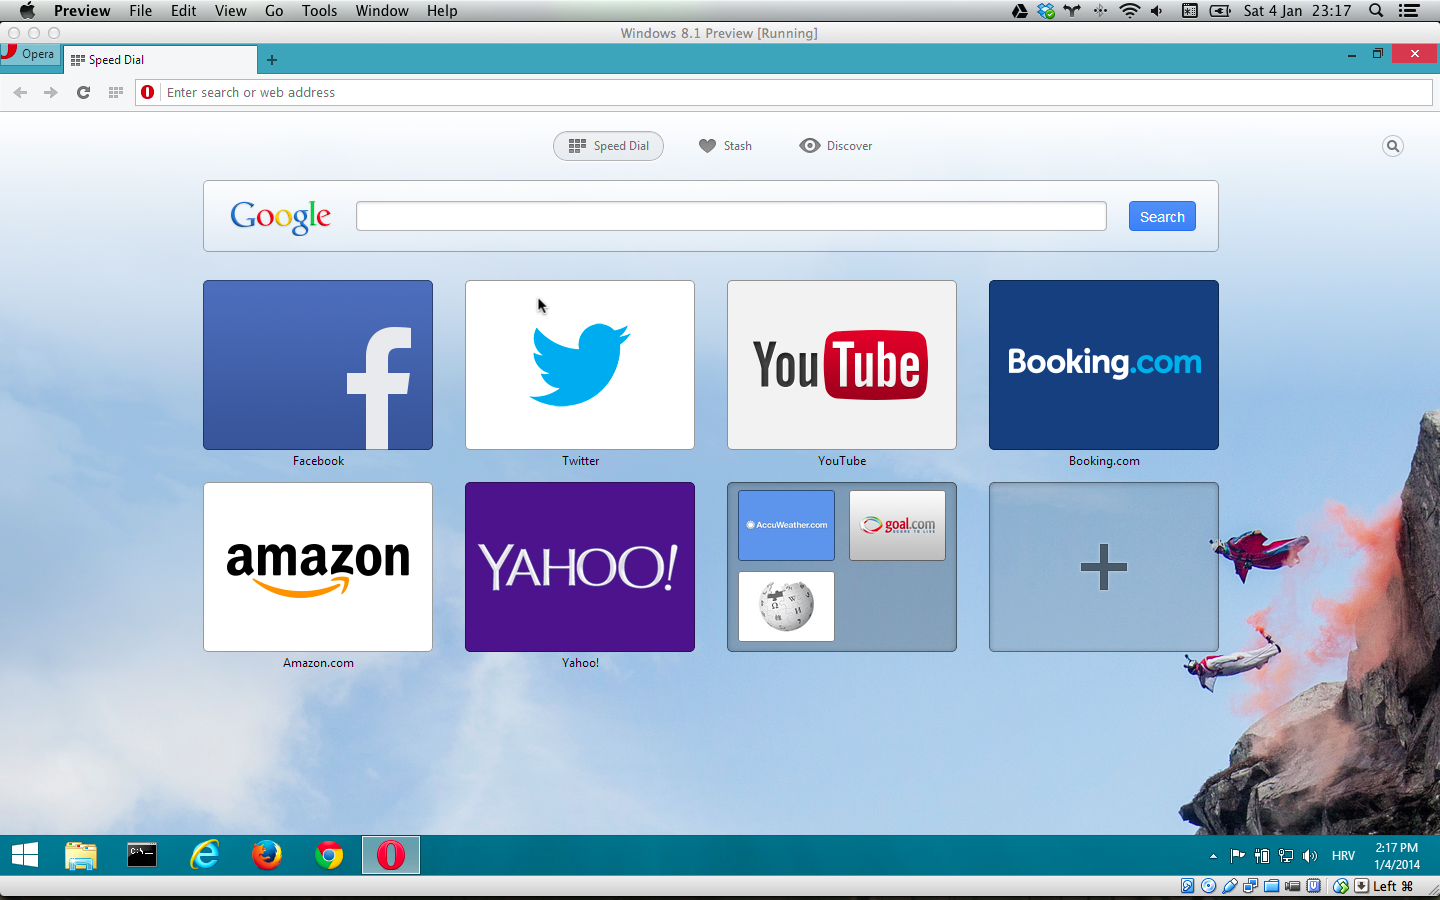 Preview File Edit View Go Tools Window Help Sat 4 Jan 23:17
Windows 8.1 Preview [Running]
Opera Speed Dial
Enter search or web address
Speed Dial Stash Discover
Google Search
f
YouTube
Booking.com
Facebook Twitter YouTube Booking.com
amazon
YAHOO!
AccuWeather.com
goal.com
SCORE TO LIVE
Ω W И
Amazon.com Yahoo!
C:\_
HRV
2:17 PM
1/4/2014
Left ⌘